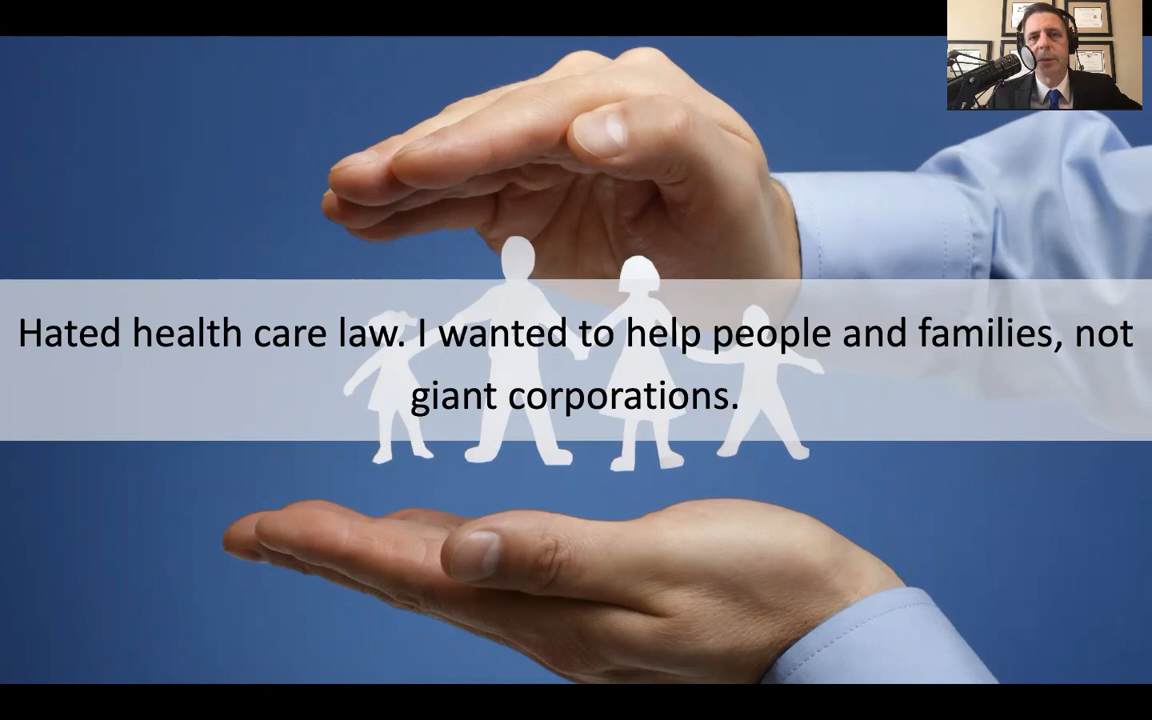 Hated health care law. I wanted to help people and families, not
giant corporations.